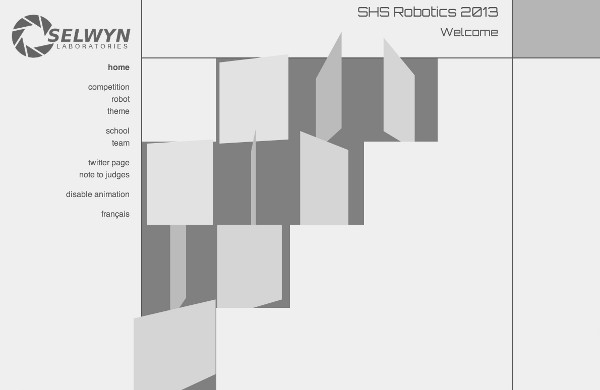 SELWYN
LABORATORIES
SHS Robotics 2013
Welcome
home
competition
robot
theme
school
team
twitter page
note to judges
disable animation
français